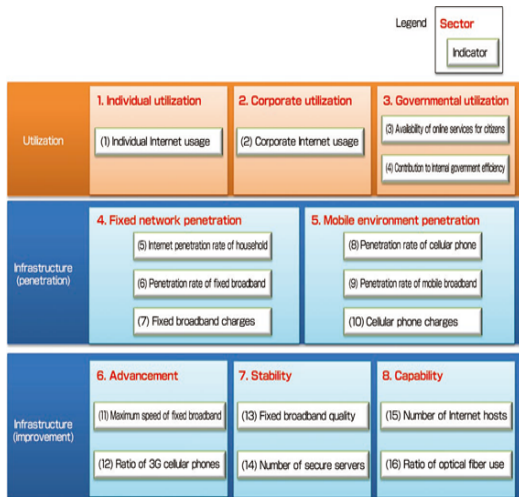 Legend
Sector
Indicator
Utilization
1. Individual utilization
(1) Individual Internet usage
2. Corporate utilization
(2) Corporate Internet usage
3. Governmental utilization
(3) Availability of online services for citizens
(4) Contribution to internal government efficiency
Infrastructure
(penetration)
4. Fixed network penetration
(5) Internet penetration rate of household
(6) Penetration rate of fixed broadband
(7) Fixed broadband charges
5. Mobile environment penetration
(8) Penetration rate of cellular phone
(9) Penetration rate of mobile broadband
(10) Cellular phone charges
Infrastructure
(improvement)
6. Advancement
(11) Maximum speed of fixed broadband
(12) Ratio of 3G cellular phones
7. Stability
(13) Fixed broadband quality
(14) Number of secure servers
8. Capability
(15) Number of Internet hosts
(16) Ratio of optical fiber use